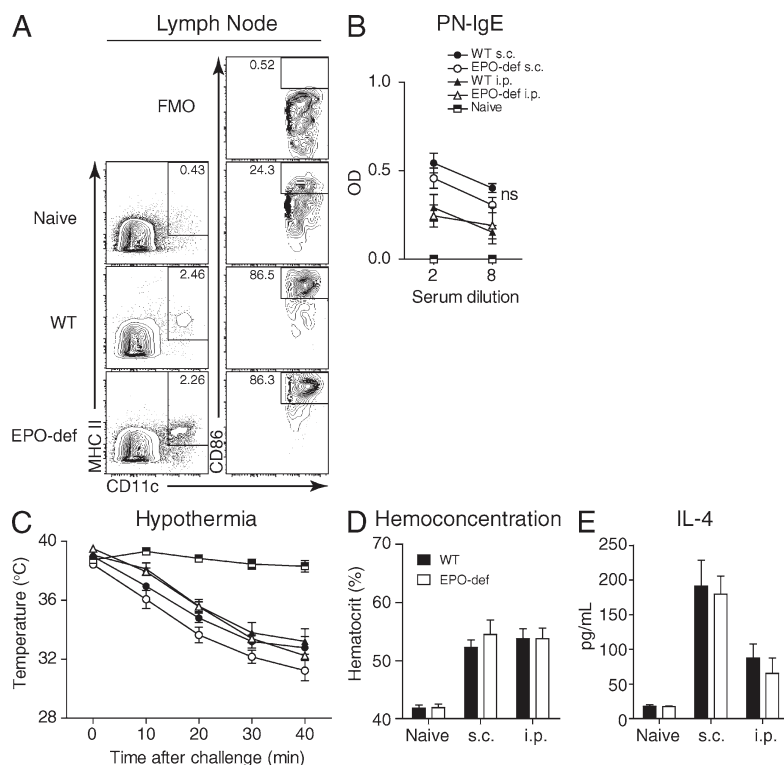 A
Lymph Node
FMO
0.52
Naive
0.43
24.3
WT
2.46
86.5
EPO-def
2.26
86.3
MHC II
CD86
CD11c
B
PN-IgE
WT s.c.
EPO-def s.c.
WT i.p.
EPO-def i.p.
Naive
1.0
0.5
0.0
OD
ns
2 8
Serum dilution
C
Hypothermia
40
36
32
28
Temperature (°C)
0 10 20 30 40
Time after challenge (min)
D
Hemoconcentration
WT
EPO-def
70
60
50
40
Hematocrit (%)
Naive s.c. i.p.
E
IL-4
250
200
150
100
50
0
pg/mL
Naive s.c. i.p.